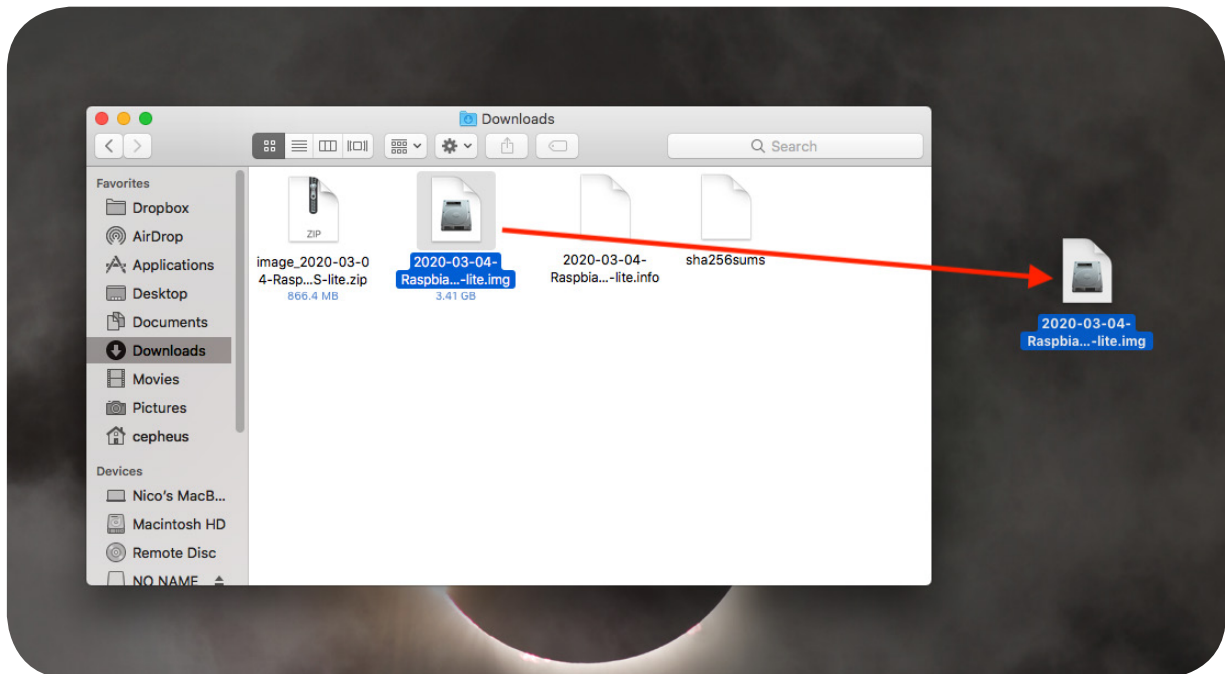 Downloads
Search
Favorites
Dropbox
AirDrop
Applications
Desktop
Documents
Downloads
Movies
Pictures
cepheus
Devices
Nico's MacB...
Macintosh HD
Remote Disc
NO NAME
ZIP
image_2020-03-0
4-Rasp...S-lite.zip
866.4 MB
2020-03-04-
Raspbia...-lite.img
3.41 GB
2020-03-04-
Raspbia...-lite.info
sha256sums
2020-03-04-
Raspbia...-lite.img